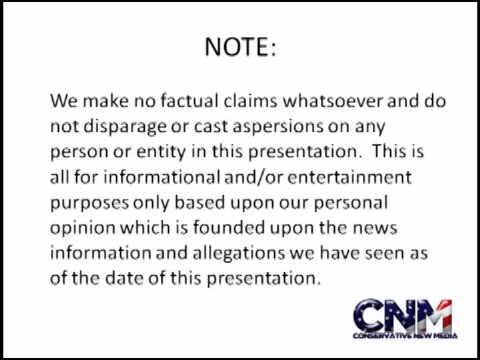 NOTE:
We make no factual claims whatsoever and do
not disparage or cast aspersions on any
person or entity in this presentation.  This is
all for informational and/or entertainment
purposes only based upon our personal
opinion which is founded upon the news
information and allegations we have seen as
of the date of this presentation.
CNM
CONSERVATIVE NEW MEDIA